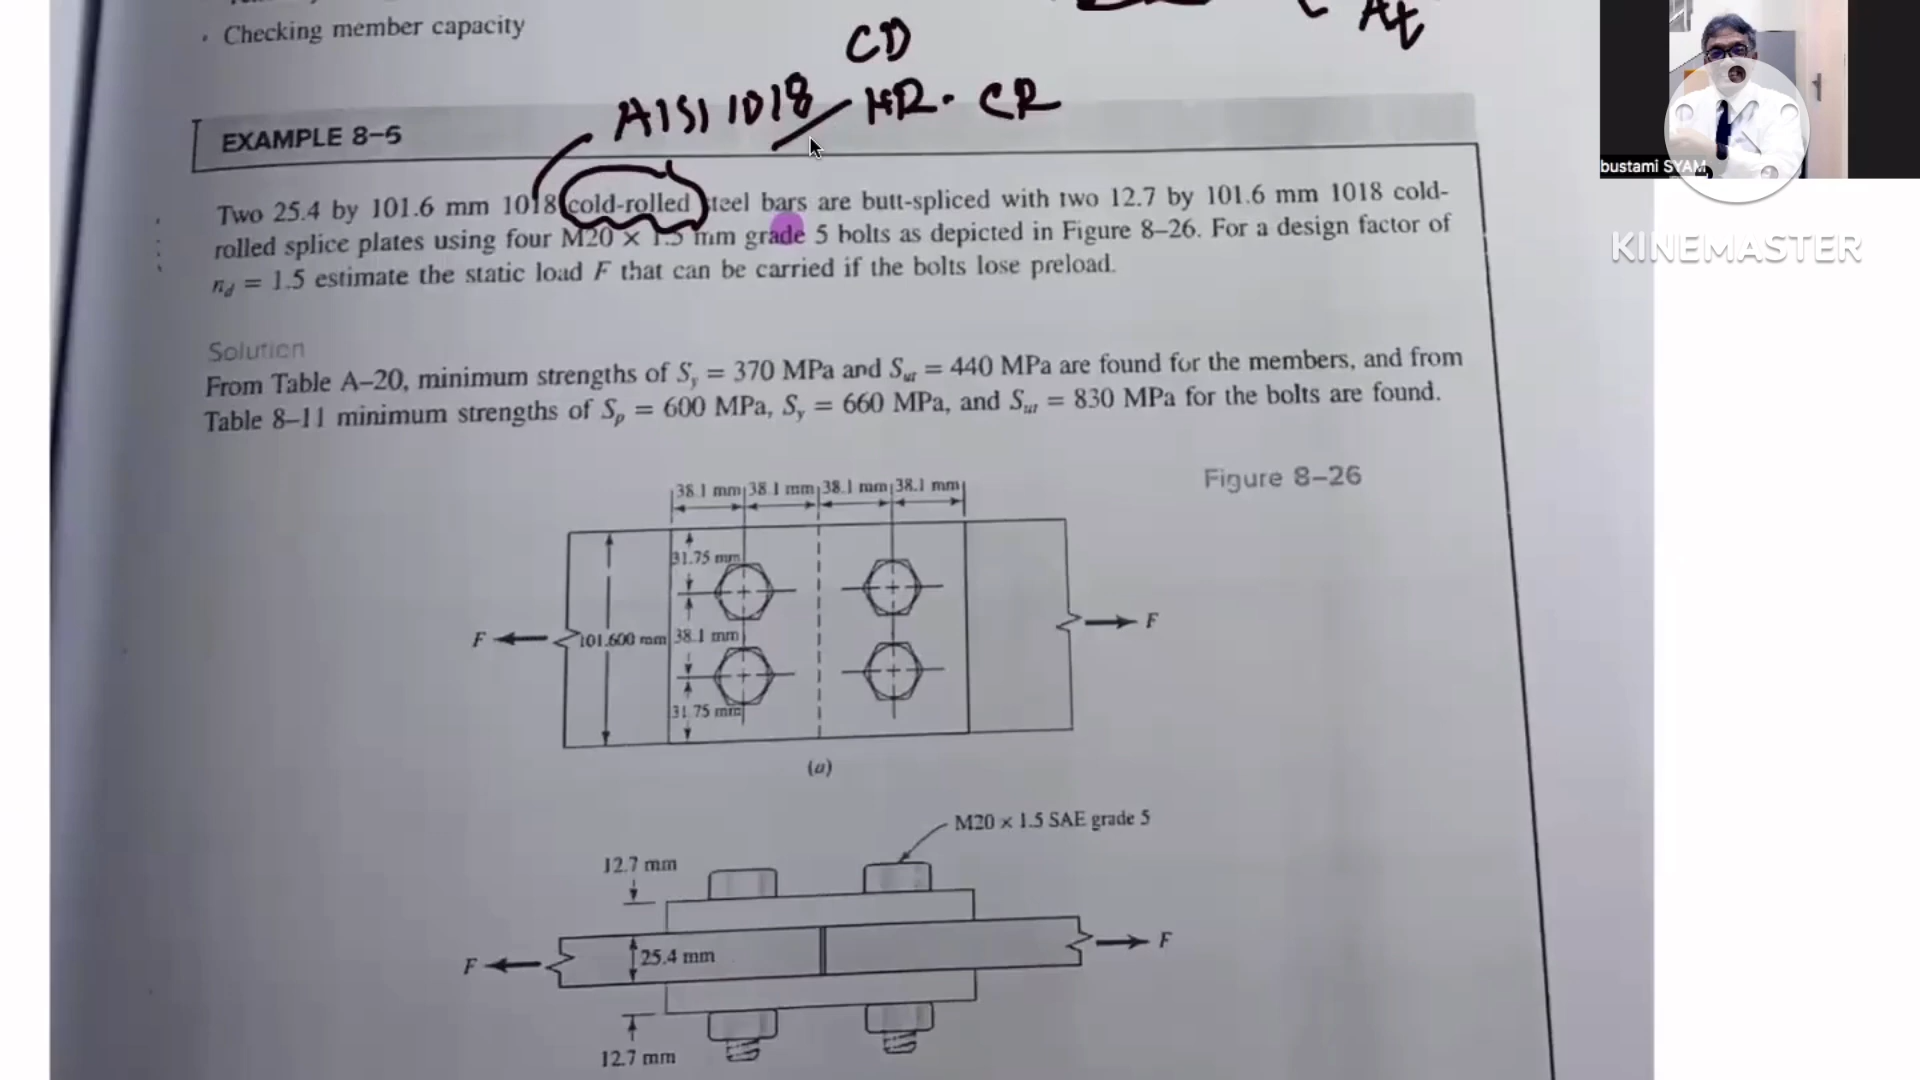 • Checking member capacity
At
CD
AISI 1018 HR. CR
EXAMPLE 8–5
Two 25.4 by 101.6 mm 1018 cold-rolled steel bars are butt-spliced with two 12.7 by 101.6 mm 1018 cold-
rolled splice plates using four M20 × 1.5 mm grade 5 bolts as depicted in Figure 8–26. For a design factor of
nd = 1.5 estimate the static load F that can be carried if the bolts lose preload.
Solution
From Table A–20, minimum strengths of Sy = 370 MPa and Sut = 440 MPa are found for the members, and from
Table 8–11 minimum strengths of Sp = 600 MPa, Sy = 660 MPa, and Sut = 830 MPa for the bolts are found.
Figure 8–26
38.1 mm 38.1 mm 38.1 mm 38.1 mm
31.75 mm
F 101.600 mm 38.1 mm F
31.75 mm
(a)
M20 × 1.5 SAE grade 5
12.7 mm
F 25.4 mm F
12.7 mm
bustami SYAM
KINEMASTER